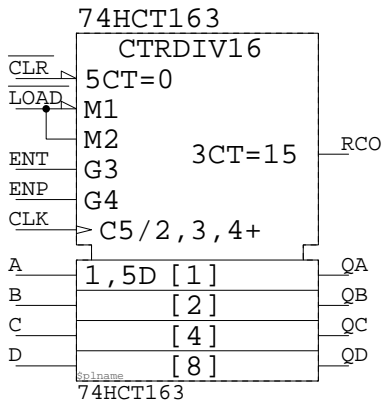 74HCT163
CTRDIV16
CLR
5CT=0
LOAD
M1
M2
3CT=15
RCO
ENT
G3
ENP
G4
CLK
C5/2,3,4+
A
1,5D [1]
QA
B
[2]
QB
C
[4]
QC
D
[8]
QD
$plname
74HCT163